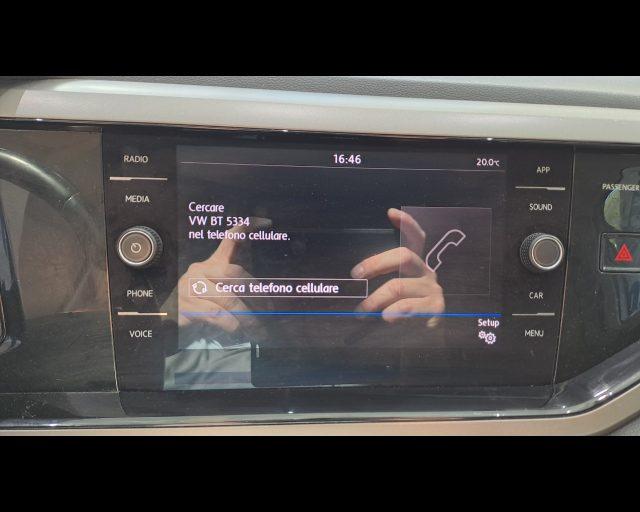 RADIO
MEDIA
PHONE
VOICE
16:46
20.0°C
Cercare
VW BT 5334
nel telefono cellulare.
Cerca telefono cellulare
Setup
APP
SOUND
CAR
MENU
PASSENGER